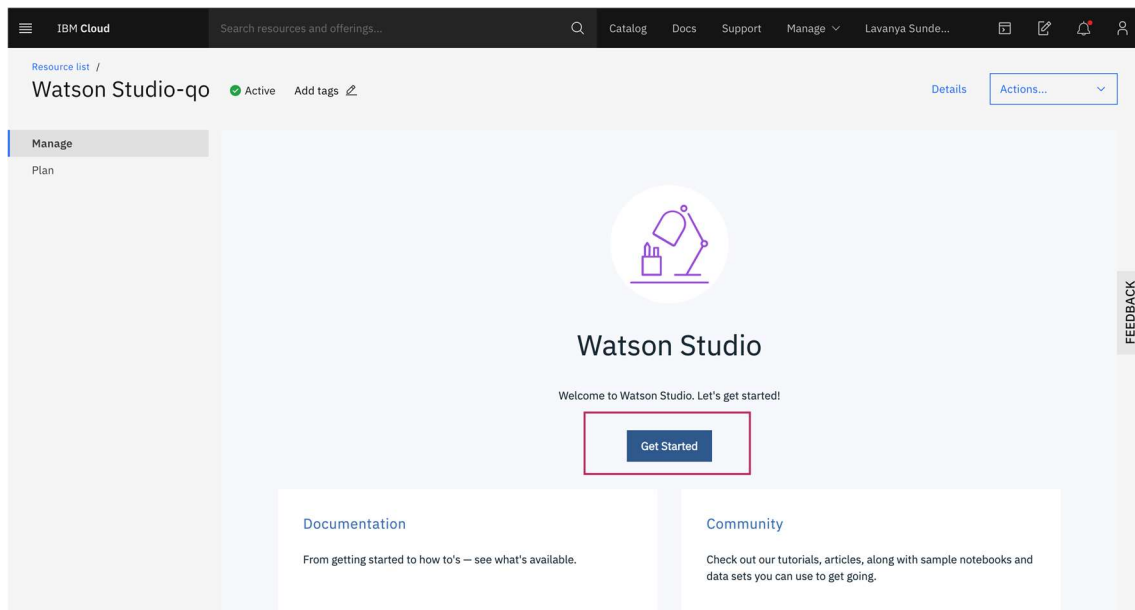 IBM Cloud
Search resources and offerings...
Catalog
Docs
Support
Manage
Lavanya Sunde...
Resource list /
Watson Studio-qo
Active
Add tags
Details
Actions...
Manage
Plan
FEEDBACK
Watson Studio
Welcome to Watson Studio. Let's get started!
Get Started
Documentation
From getting started to how to's — see what's available.
Community
Check out our tutorials, articles, along with sample notebooks and
data sets you can use to get going.